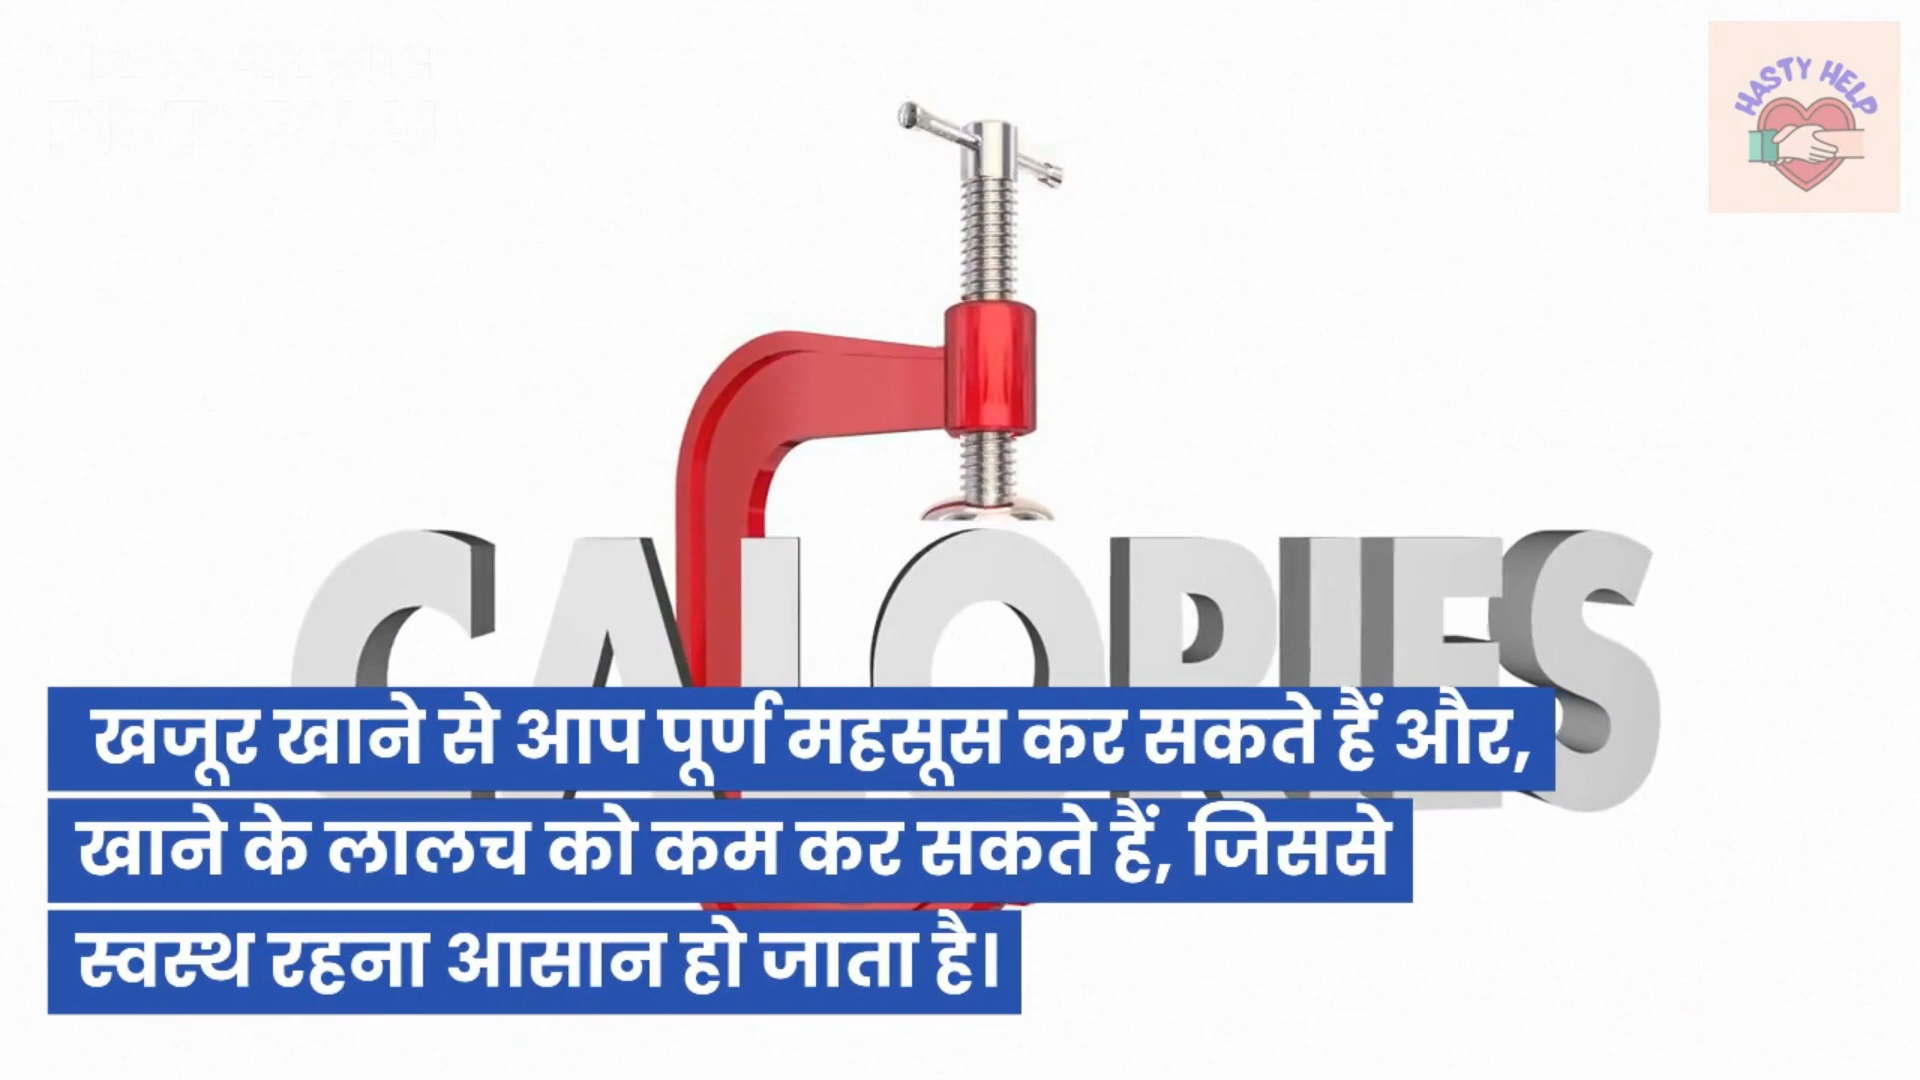 HASTY HELP
CALORIES
खजूर खाने से आप पूर्ण महसूस कर सकते हैं और,
खाने के लालच को कम कर सकते हैं, जिससे
स्वस्थ रहना आसान हो जाता है।